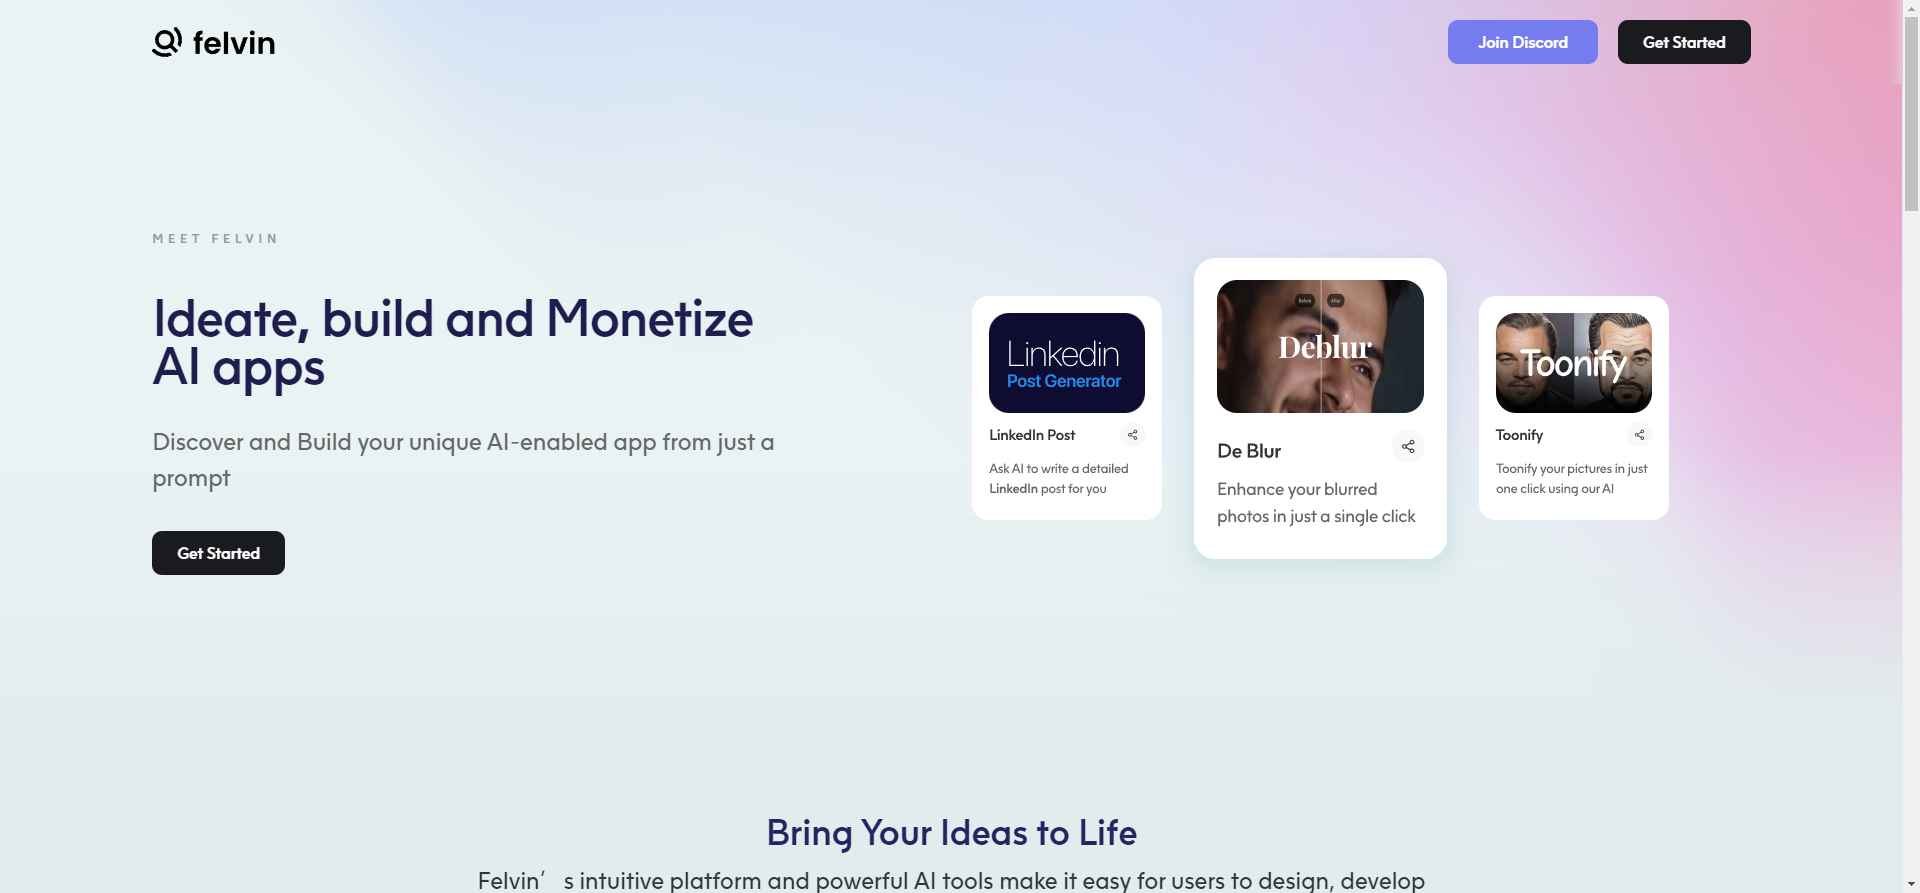 felvin
Join Discord
Get Started
MEET FELVIN
Ideate, build and Monetize
AI apps
Discover and Build your unique AI-enabled app from just a
prompt
Get Started
Linkedin
Post Generator
LinkedIn Post
Ask AI to write a detailed
LinkedIn post for you
Deblur
De Blur
Enhance your blurred
photos in just a single click
Toonify
Toonify
Toonify your pictures in just
one click using our AI
Bring Your Ideas to Life
Felvin’s intuitive platform and powerful AI tools make it easy for users to design, develop